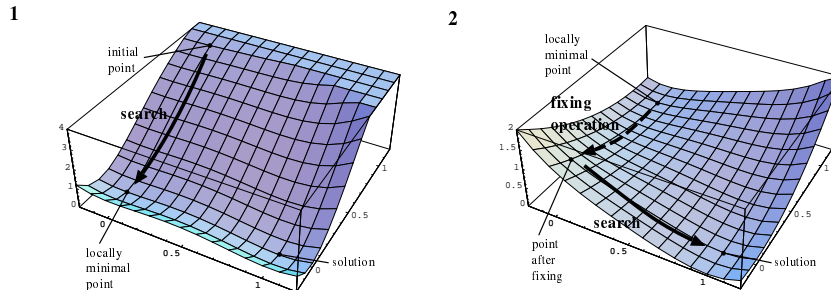 1
initial
point
search
4
3
2
1
0
0
0.5
1
0
0.5
1
locally
minimal
point
solution
2
locally
minimal
point
fixing
operation
2
1.5
1
0.5
0
0
0.5
1
0
0.5
1
search
point
after
fixing
solution